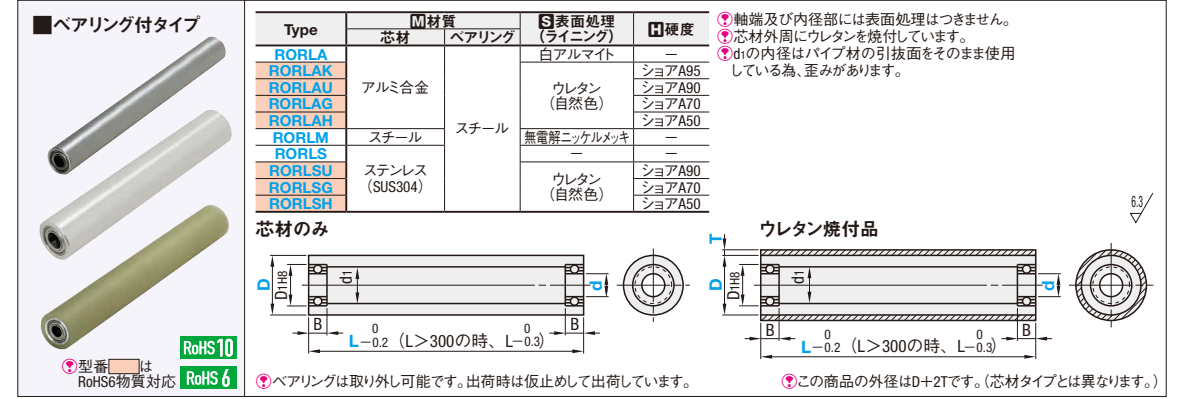 ■ベアリング付タイプ
RoHS10
型番　　は
RoHS6物質対応 RoHS6
Type M材質 S表面処理(ライニング) H硬度
芯材 ベアリング
RORLA アルミ合金 スチール 白アルマイト －
RORLAK ウレタン(自然色) ショアA95
RORLAU ショアA90
RORLAG ショアA70
RORLAH ショアA50
RORLM スチール 無電解ニッケルメッキ －
RORLS ステンレス(SUS304) － －
RORLSU ウレタン(自然色) ショアA90
RORLSG ショアA70
RORLSH ショアA50
軸端及び内径部には表面処理はつきません。
芯材外周にウレタンを焼付しています。
d1の内径はパイプ材の引抜面をそのまま使用
している為、歪みがあります。
6.3
芯材のみ
D D1H8 d1 d
B B
L 0 －0.2 (L＞300の時、L 0 －0.3)
ベアリングは取り外し可能です。出荷時は仮止めして出荷しています。
ウレタン焼付品
T D D1H8 d1 d
B B
L 0 －0.2 (L＞300の時、L 0 －0.3)
この商品の外径はD＋2Tです。(芯材タイプとは異なります。)